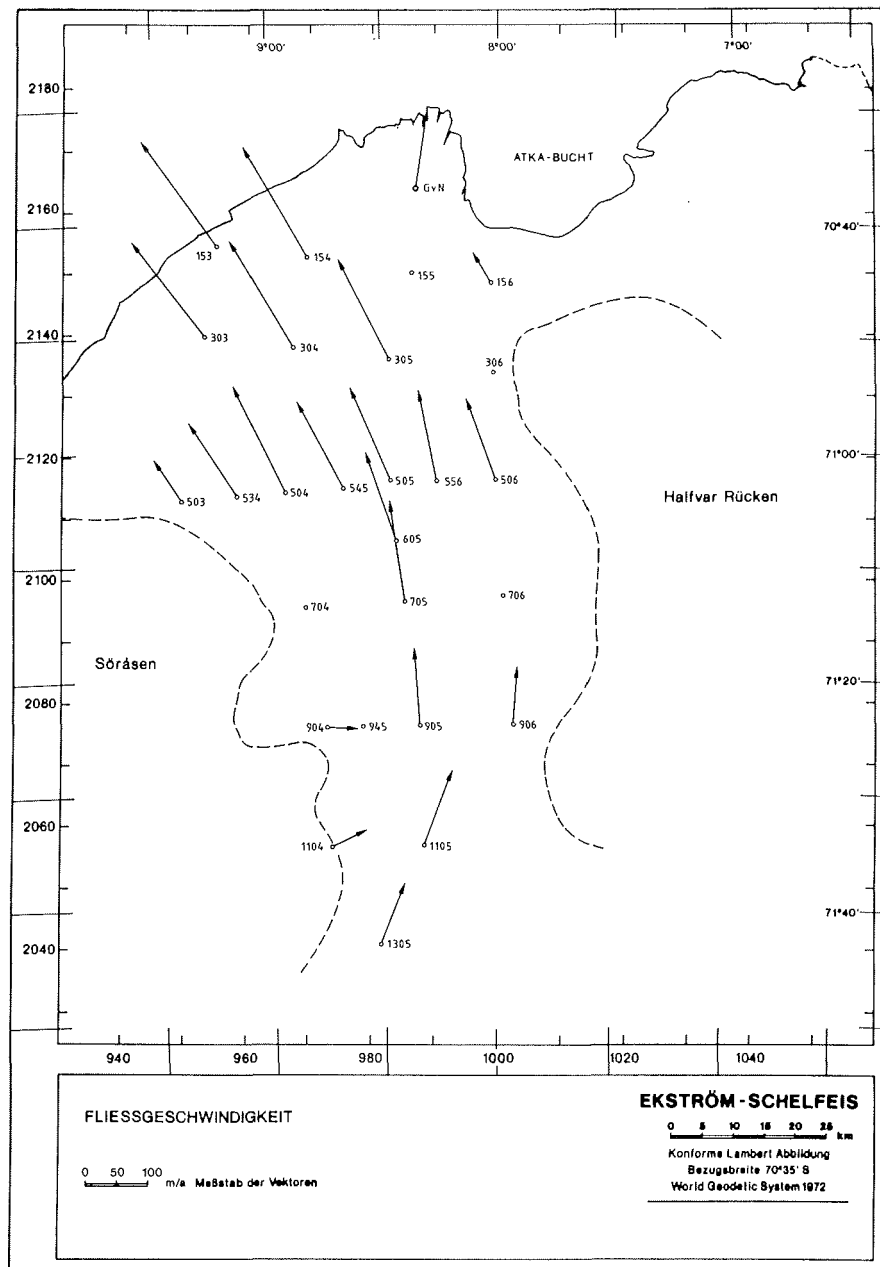 9°00' 8°00' 7°00'
2180
ATKA-BUCHT
GvN
2160
70°40'
153 154 155 156
2140
303 304 305 306
2120
71°00'
503 534 504 545 505 556 506
Halfvar Rücken
605
2100
704 705 706
Söråsen
71°20'
2080
904 945 905 906
2060
1104 1105
71°40'
2040
1305
940 960 980 1000 1020 1040
FLIESSGESCHWINDIGKEIT
0 50 100 m/a Meßstab der Vektoren
EKSTRÖM-SCHELFEIS
0 5 10 15 20 25 km
Konforme Lambert Abbildung
Bezugsbreite 70°35' S
World Geodetic System 1972